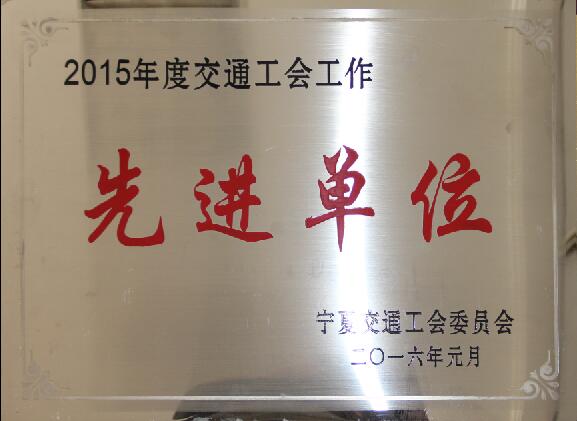 2015年度交通工会工作
先进单位
宁夏交通工会委员会
二〇一六年元月